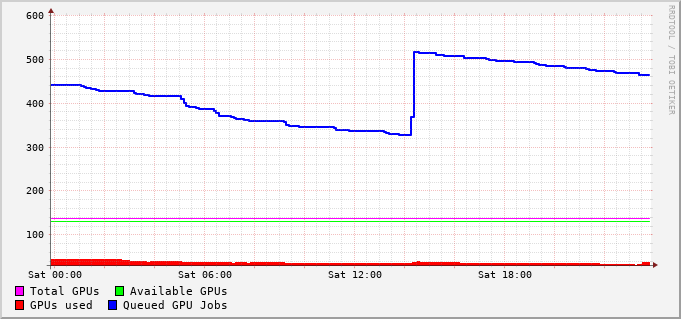 600
500
400
300
200
100
Sat 00:00 Sat 06:00 Sat 12:00 Sat 18:00
Total GPUs Available GPUs
GPUs used Queued GPU Jobs
RRDTOOL / TOBI OETIKER